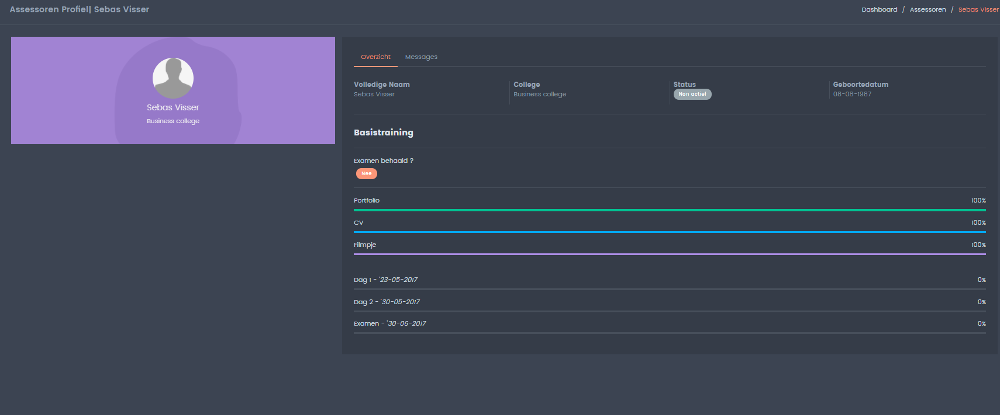 Assessoren Profiel| Sebas Visser
Dashboard / Assessoren / Sebas Visser
Sebas Visser
Business college
Overzicht Messages
Volledige Naam College Status Geboortedatum
Sebas Visser Business college Non actief 08-08-1987
Basistraining
Examen behaald ?
Nee
Portfolio 100%
CV 100%
Filmpje 100%
Dag 1 - '23-05-2017 0%
Dag 2 - '30-05-2017 0%
Examen - '30-06-2017 0%